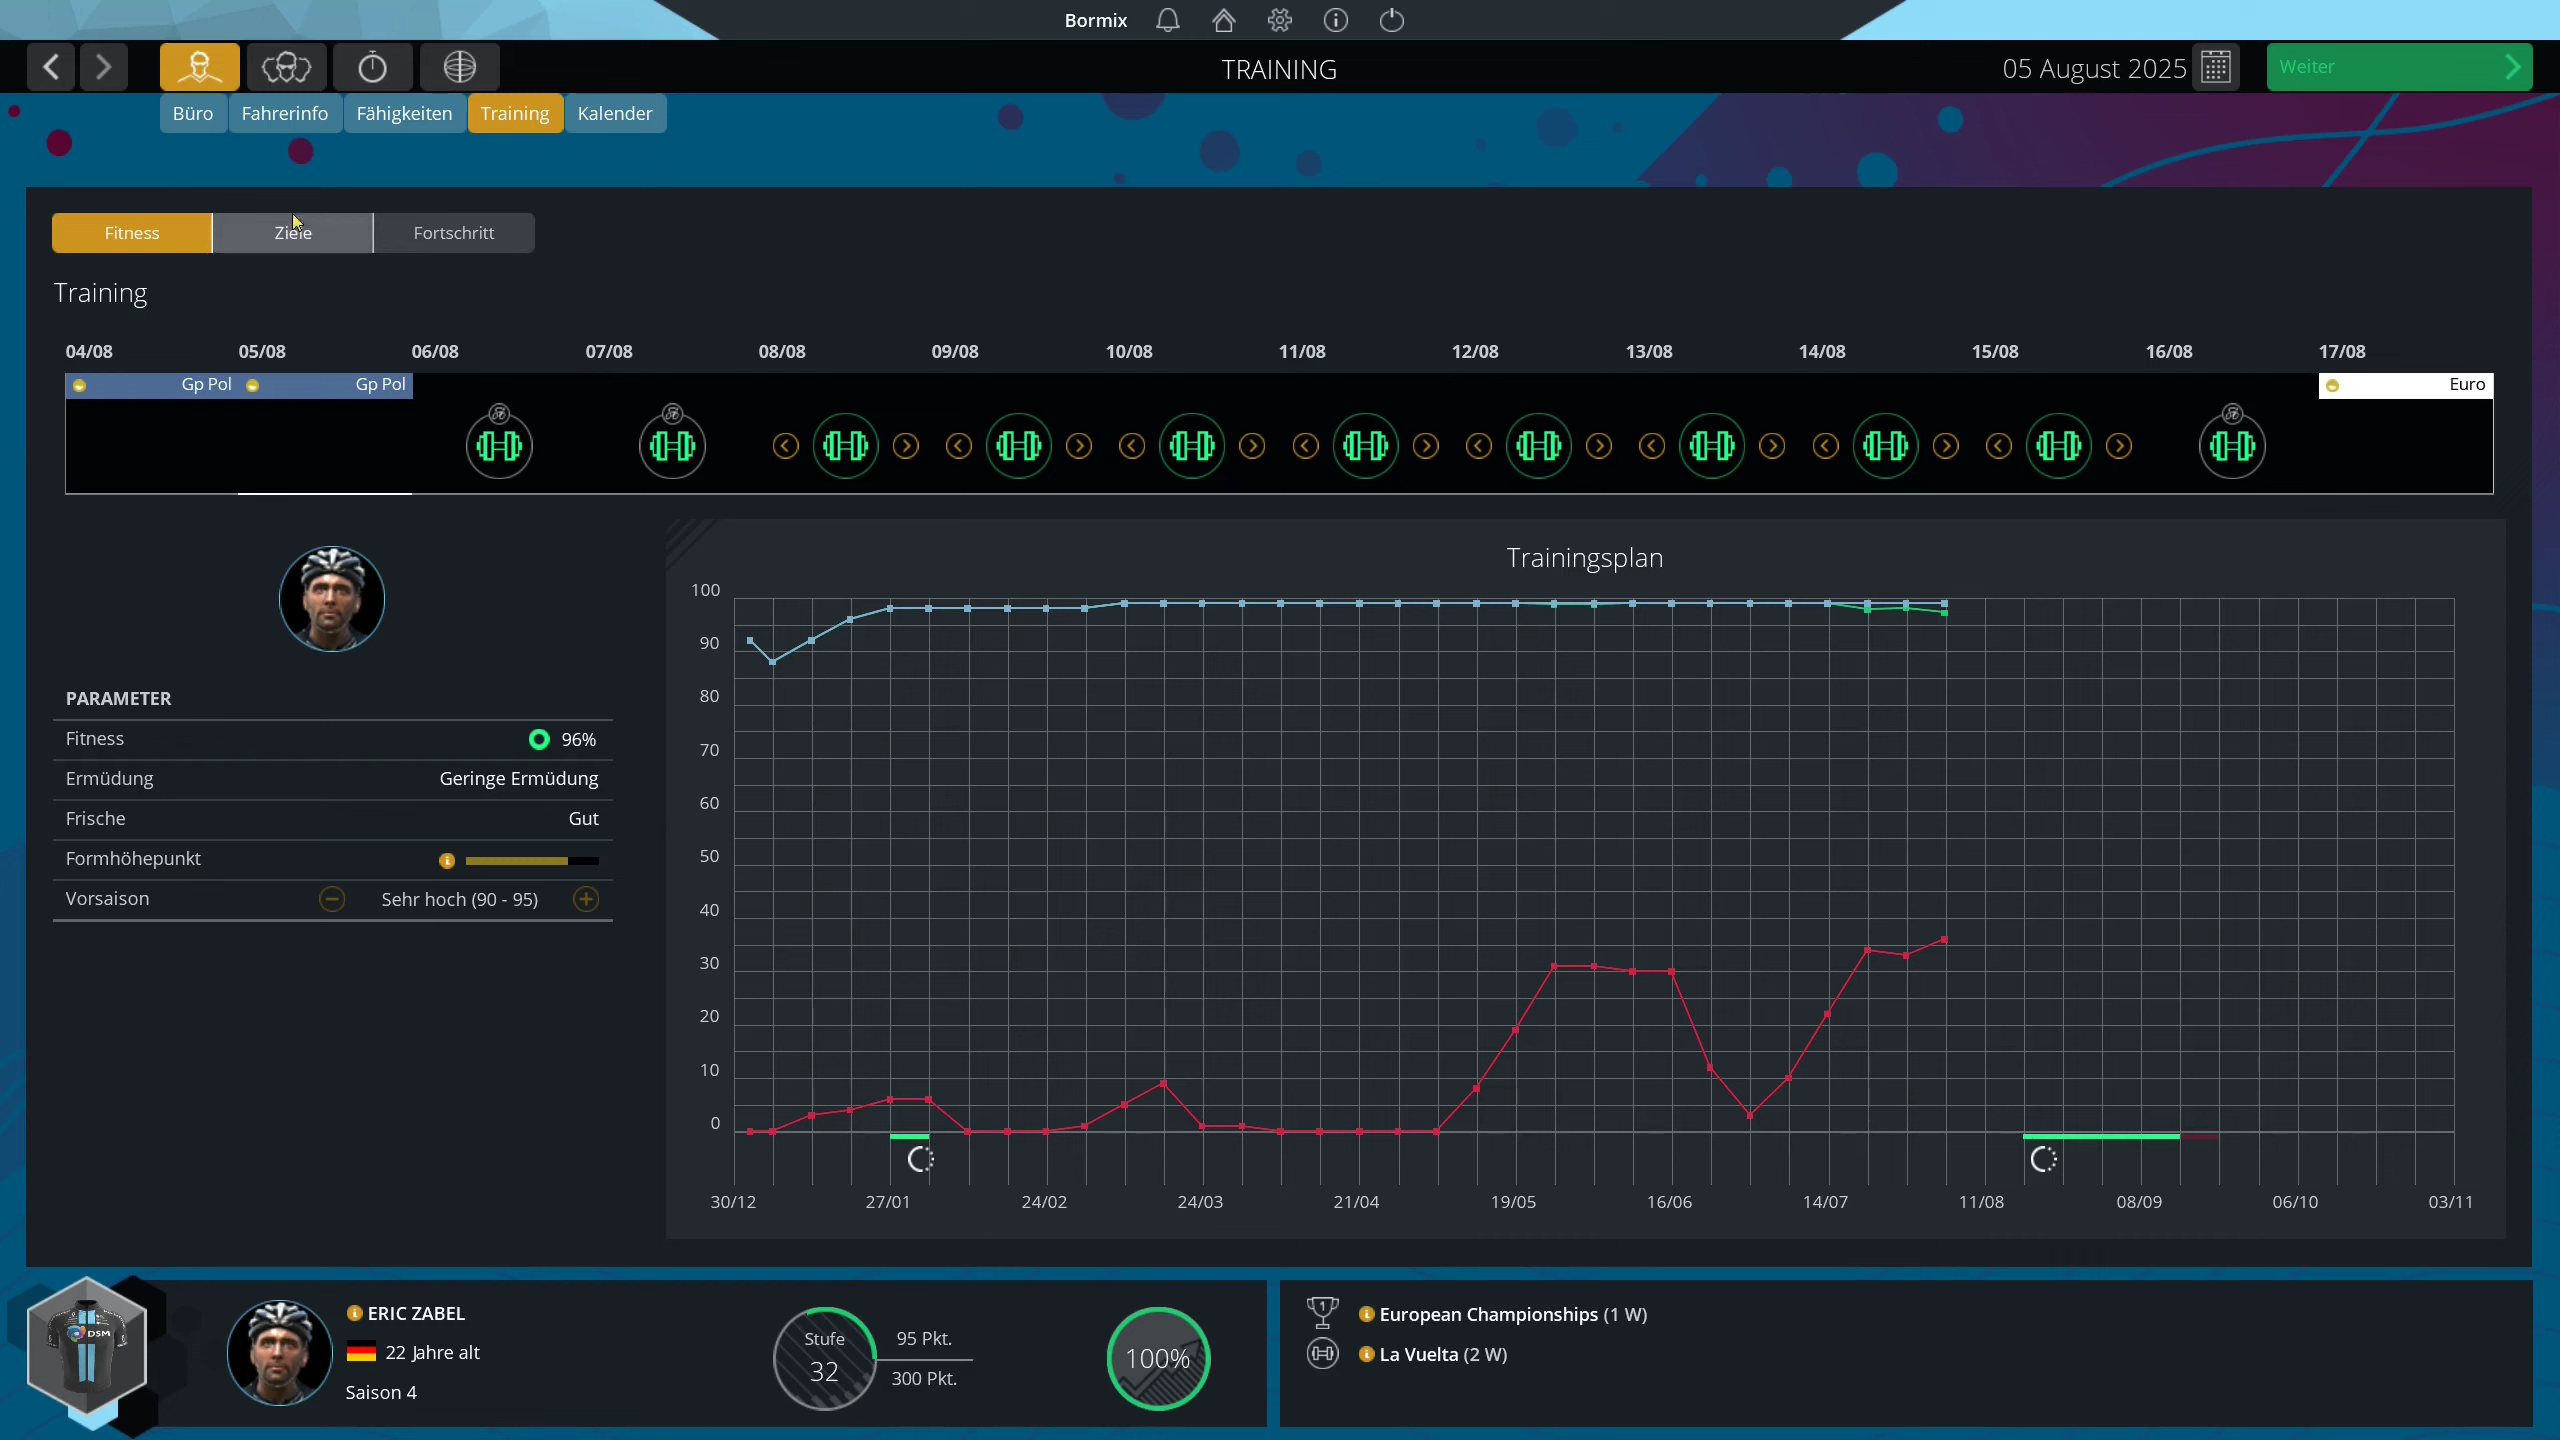 Bormix
TRAINING
05 August 2025
Weiter
Büro Fahrerinfo Fähigkeiten Training Kalender
Fitness Ziele Fortschritt
Training
04/08 05/08 06/08 07/08 08/08 09/08 10/08 11/08 12/08 13/08 14/08 15/08 16/08 17/08
Gp Pol Gp Pol Euro
Trainingsplan
PARAMETER
Fitness 96%
Ermüdung Geringe Ermüdung
Frische Gut
Formhöhepunkt
Vorsaison Sehr hoch (90 - 95)
100
90
80
70
60
50
40
30
20
10
0
30/12 27/01 24/02 24/03 21/04 19/05 16/06 14/07 11/08 08/09 06/10 03/11
DSM
ERIC ZABEL
22 Jahre alt
Saison 4
Stufe
32
95 Pkt.
300 Pkt.
100%
1
European Championships (1 W)
La Vuelta (2 W)